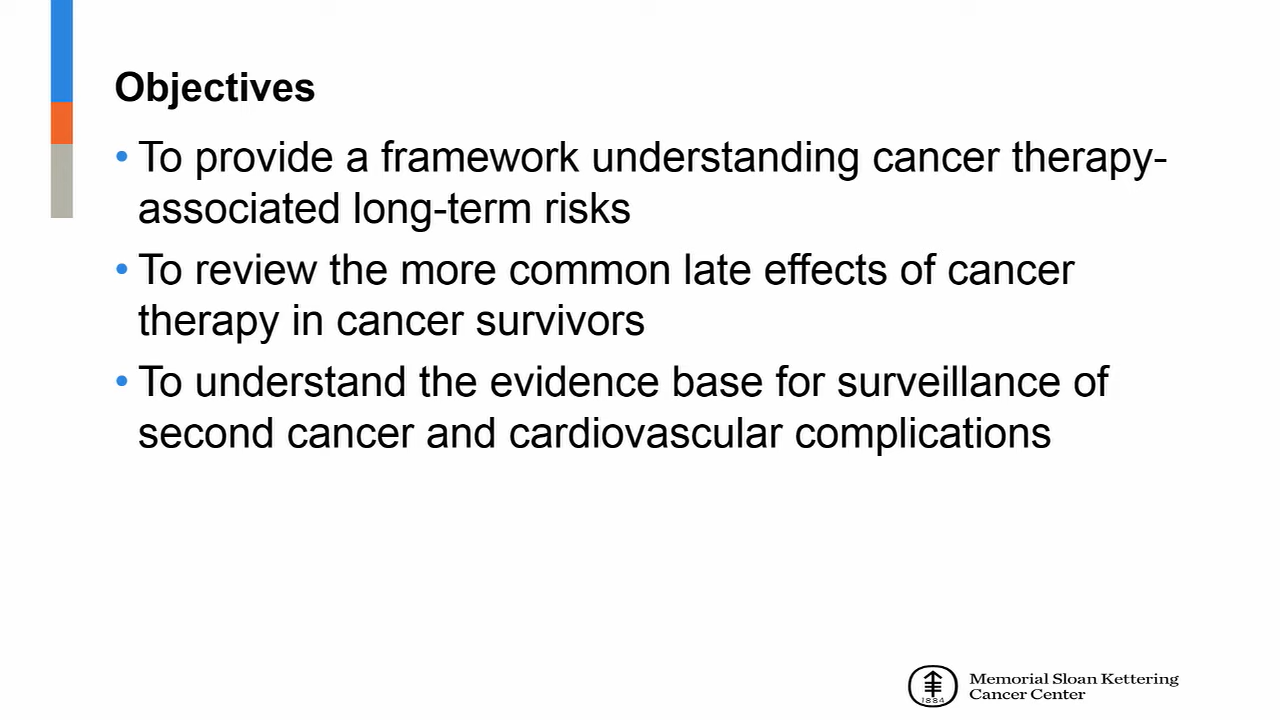 Objectives
• To provide a framework understanding cancer therapy-
associated long-term risks
• To review the more common late effects of cancer
therapy in cancer survivors
• To understand the evidence base for surveillance of
second cancer and cardiovascular complications
1884
Memorial Sloan Kettering
Cancer Center